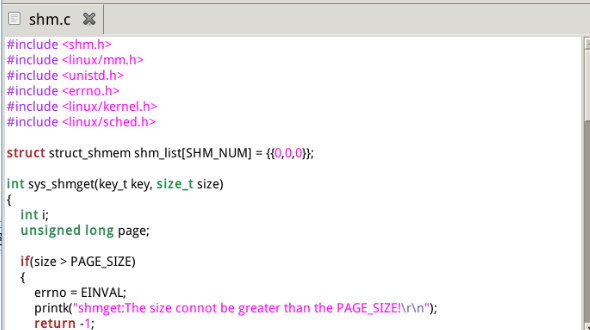 shm.c
#include <shm.h>
#include <linux/mm.h>
#include <unistd.h>
#include <errno.h>
#include <linux/kernel.h>
#include <linux/sched.h>
struct struct_shmem shm_list[SHM_NUM] = {{0,0,0}};
int sys_shmget(key_t key, size_t size)
{
int i;
unsigned long page;
if(size > PAGE_SIZE)
{
errno = EINVAL;
printk("shmget:The size connot be greater than the PAGE_SIZE!\r\n");
return -1;